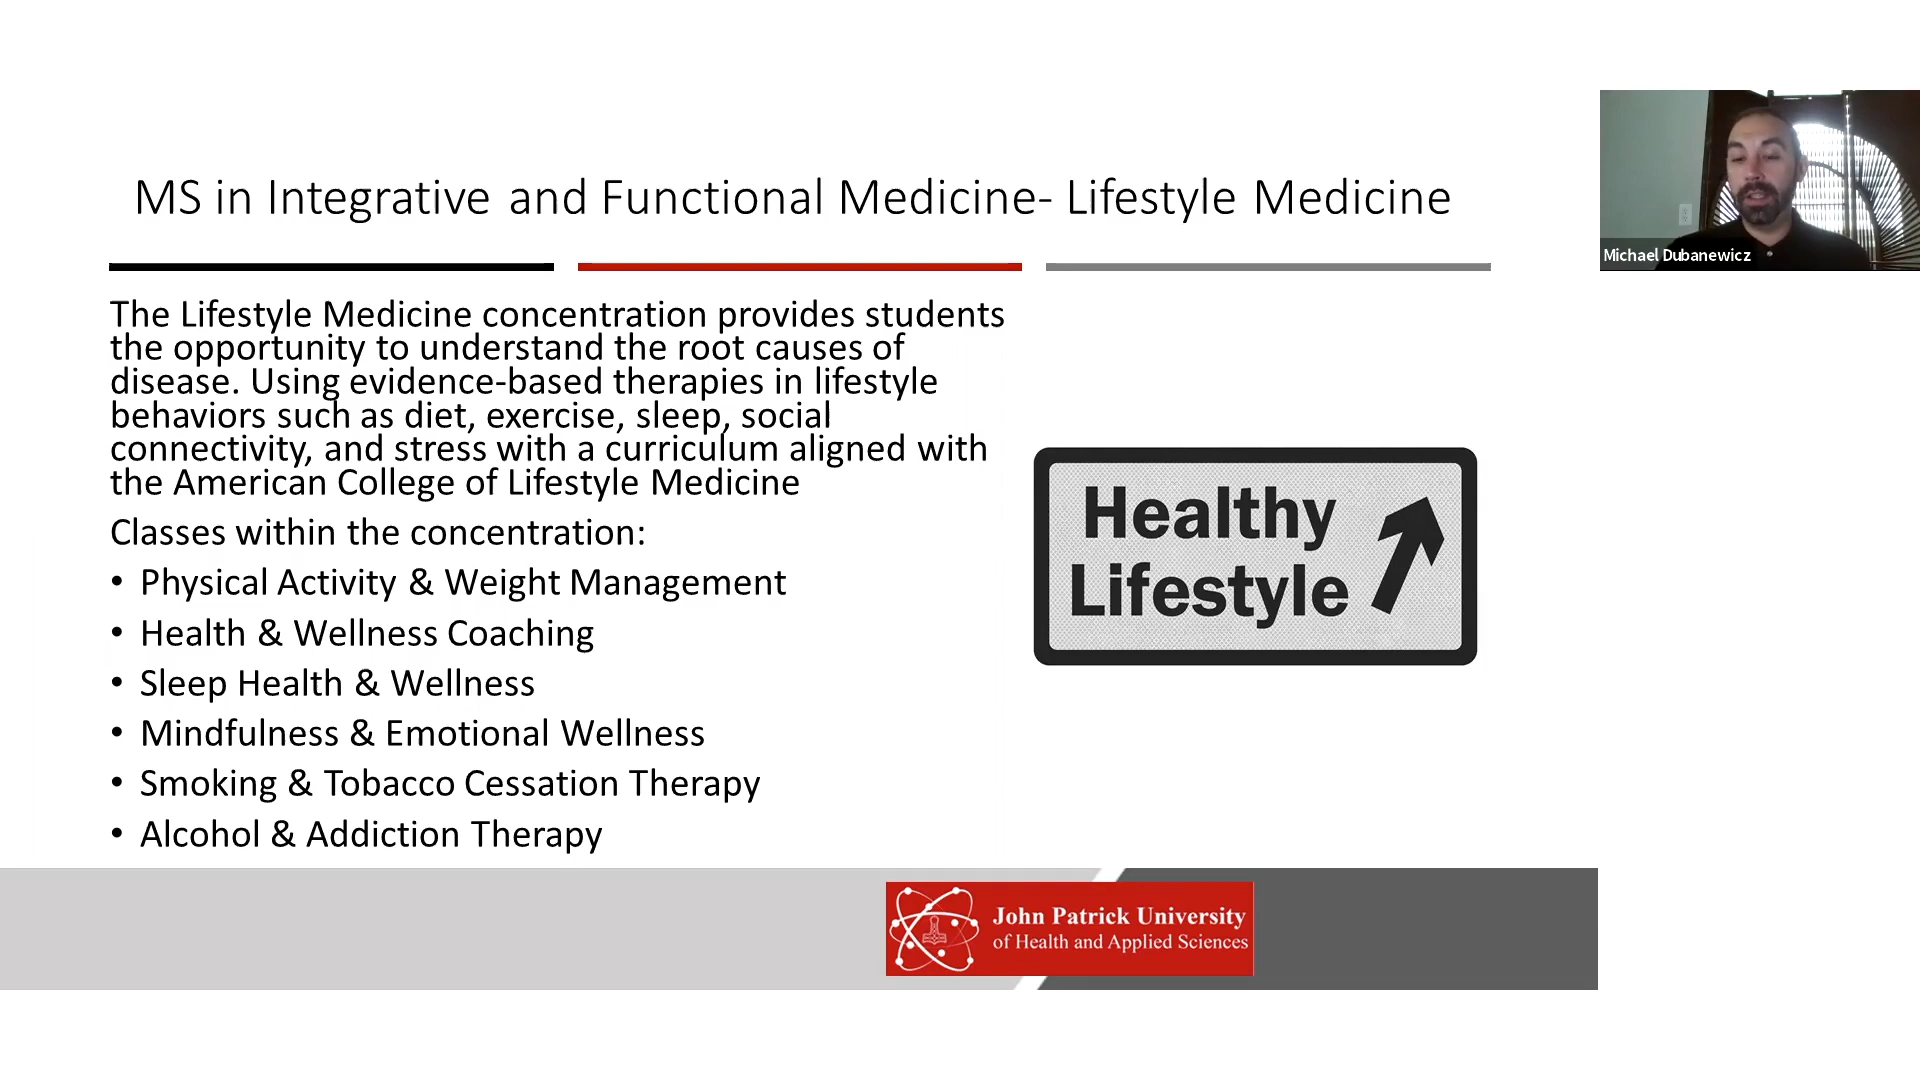 MS in Integrative and Functional Medicine- Lifestyle Medicine
The Lifestyle Medicine concentration provides students
the opportunity to understand the root causes of
disease. Using evidence-based therapies in lifestyle
behaviors such as diet, exercise, sleep, social
connectivity, and stress with a curriculum aligned with
the American College of Lifestyle Medicine
Classes within the concentration:
• Physical Activity & Weight Management
• Health & Wellness Coaching
• Sleep Health & Wellness
• Mindfulness & Emotional Wellness
• Smoking & Tobacco Cessation Therapy
• Alcohol & Addiction Therapy
Healthy
Lifestyle
John Patrick University
of Health and Applied Sciences
Michael Dubanewicz